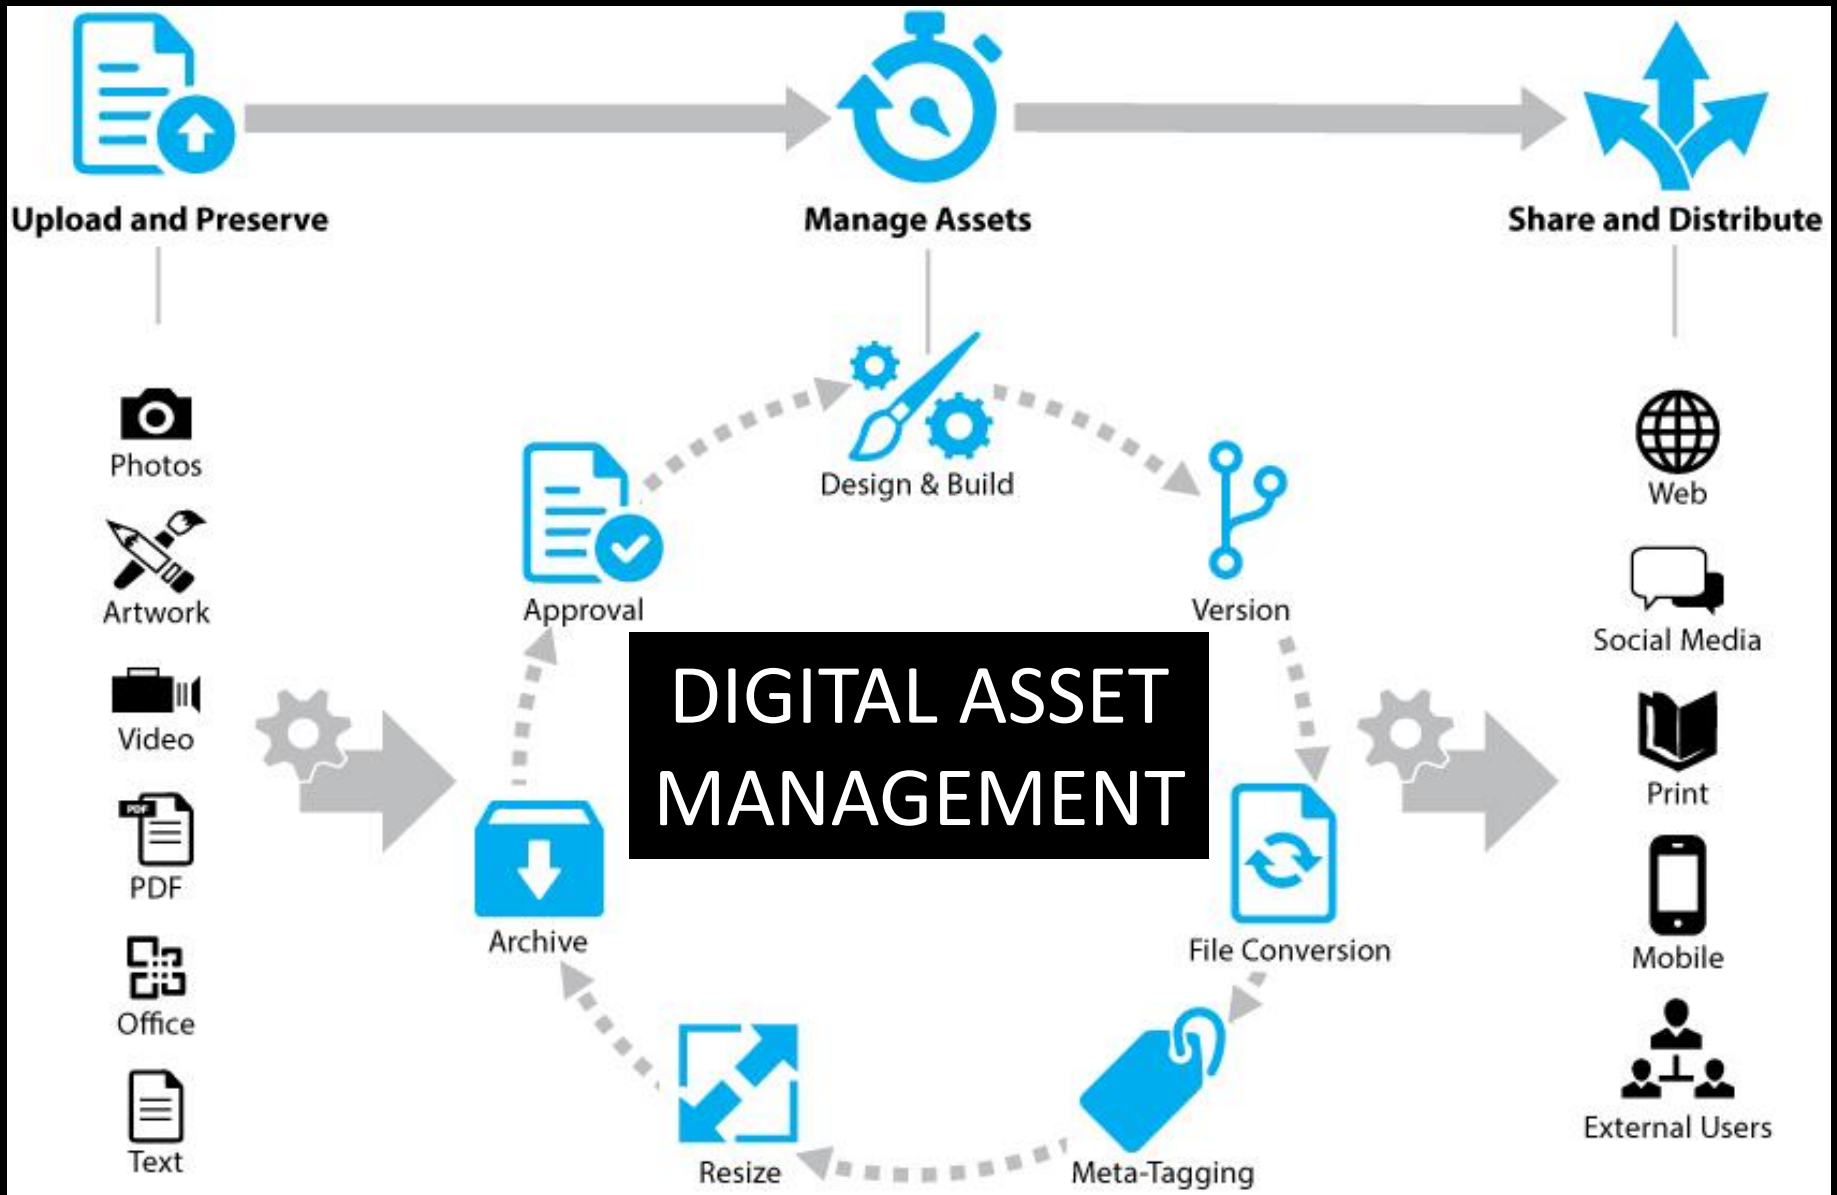 Upload and Preserve
Manage Assets
Share and Distribute
Photos
Artwork
Video
PDF
PDF
Office
Text
Design & Build
Version
File Conversion
Meta-Tagging
Resize
Archive
Approval
DIGITAL ASSET
MANAGEMENT
Web
Social Media
Print
Mobile
External Users